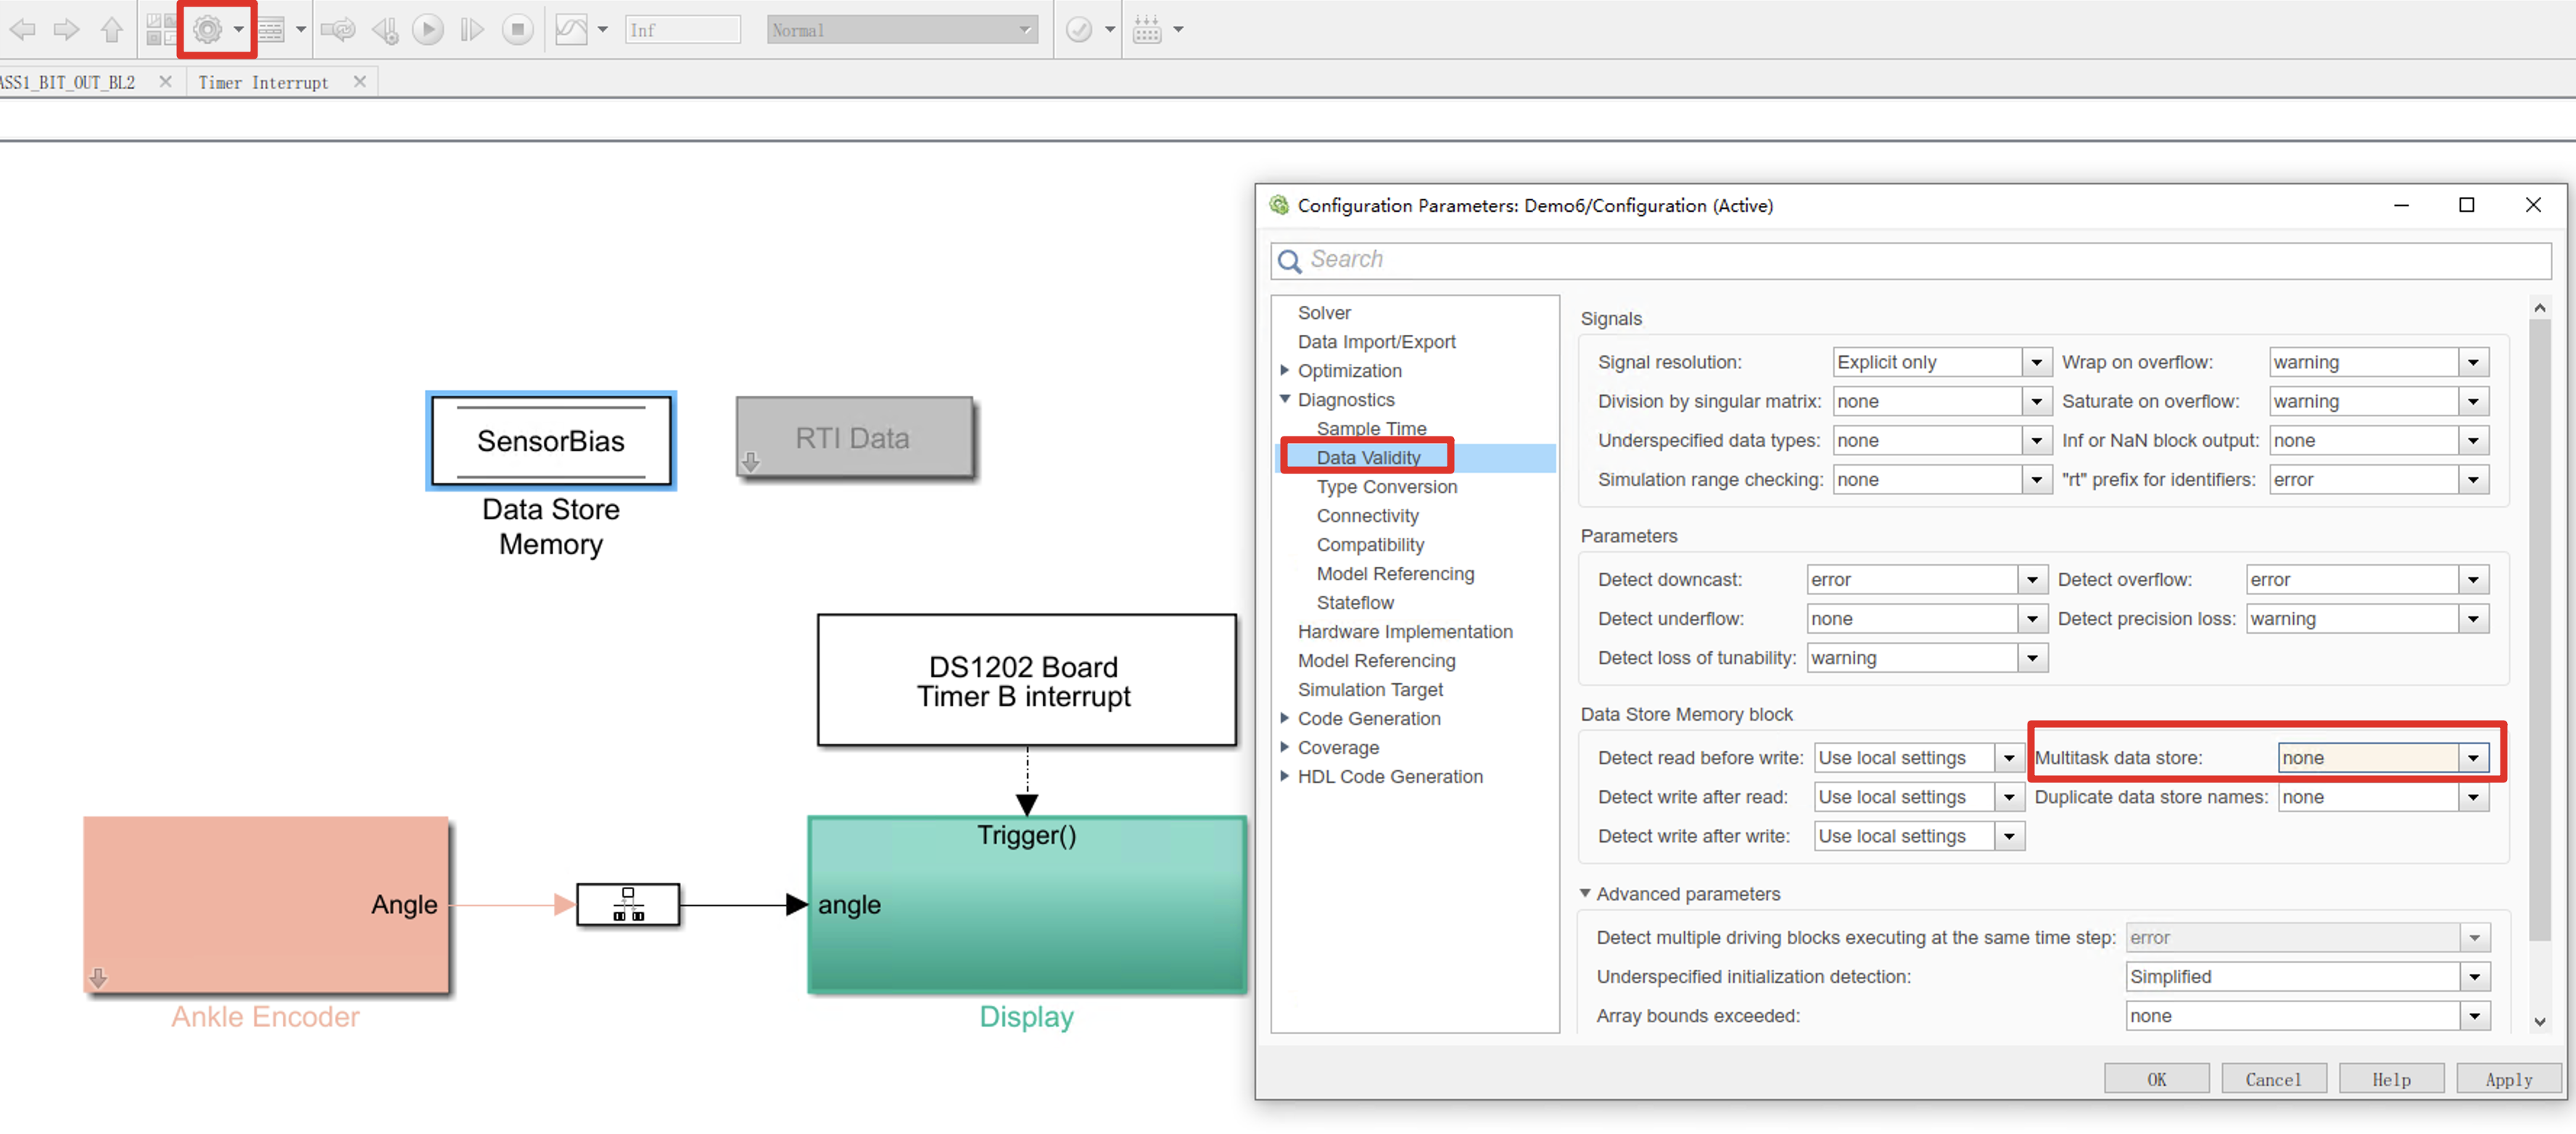 Inf
Normal
ASS1_BIT_OUT_BL2
Timer Interrupt
SensorBias
Data Store
Memory
RTI Data
DS1202 Board
Timer B interrupt
Trigger()
Angle
angle
Ankle Encoder
Display
Configuration Parameters: Demo6/Configuration (Active)
Search
Solver
Data Import/Export
Optimization
Diagnostics
Sample Time
Data Validity
Type Conversion
Connectivity
Compatibility
Model Referencing
Stateflow
Hardware Implementation
Model Referencing
Simulation Target
Code Generation
Coverage
HDL Code Generation
Signals
Signal resolution: Explicit only Wrap on overflow: warning
Division by singular matrix: none Saturate on overflow: warning
Underspecified data types: none Inf or NaN block output: none
Simulation range checking: none "rt" prefix for identifiers: error
Parameters
Detect downcast: error Detect overflow: error
Detect underflow: none Detect precision loss: warning
Detect loss of tunability: warning
Data Store Memory block
Detect read before write: Use local settings Multitask data store: none
Detect write after read: Use local settings Duplicate data store names: none
Detect write after write: Use local settings
Advanced parameters
Detect multiple driving blocks executing at the same time step: error
Underspecified initialization detection: Simplified
Array bounds exceeded: none
OK Cancel Help Apply